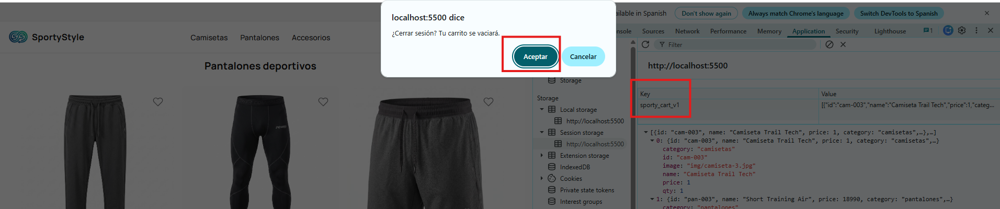 localhost:5500 dice
¿Cerrar sesión? Tu carrito se vaciará.
Aceptar
Cancelar
ailable in Spanish
Don't show again
Always match Chrome's language
Switch DevTools to Spanish
SportyStyle
Camisetas
Pantalones
Accesorios
Pantalones deportivos
POWER
nsole
Sources
Network
Performance
Memory
Application
Security
Lighthouse
1
Filter
http://localhost:5500
Storage
Storage
Local storage
http://localhost:5500
Session storage
http://localhost:5500
Extension storage
IndexedDB
Cookies
Private state tokens
Interest groups
Key
Value
sporty_cart_v1
[{"id":"cam-003","name":"Camiseta Trail Tech","price":1,"categ...
[{id: "cam-003", name: "Camiseta Trail Tech", price: 1, category: "camisetas",…},…]
0: {id: "cam-003", name: "Camiseta Trail Tech", price: 1, category: "camisetas",…}
category: "camisetas"
id: "cam-003"
image: "img/camiseta-3.jpg"
name: "Camiseta Trail Tech"
price: 1
qty: 1
1: {id: "pan-003", name: "Short Training Air", price: 18990, category: "pantalones",…}
category: "pantalones"